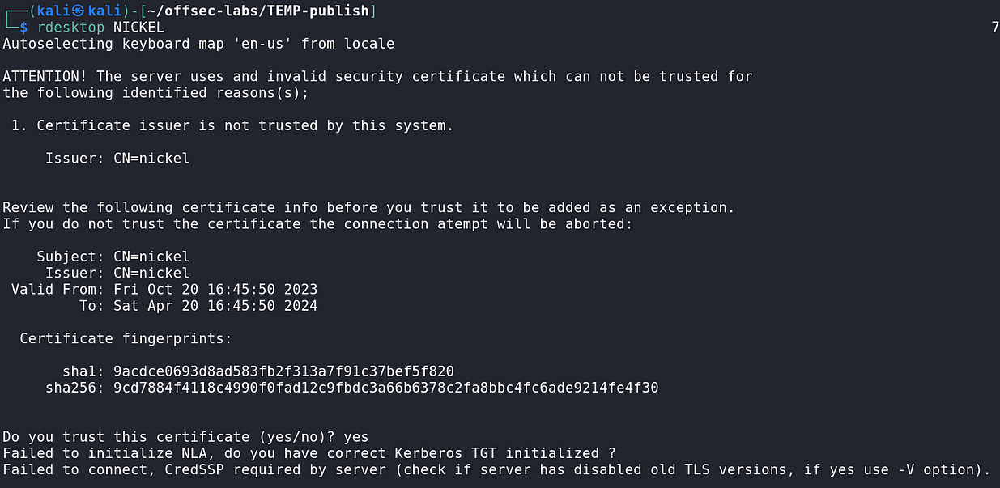 ┌──(kali㉿kali)-[~/offsec-labs/TEMP-publish]
└─$ rdesktop NICKEL 7
Autoselecting keyboard map 'en-us' from locale
ATTENTION! The server uses and invalid security certificate which can not be trusted for
the following identified reasons(s);
1. Certificate issuer is not trusted by this system.
Issuer: CN=nickel
Review the following certificate info before you trust it to be added as an exception.
If you do not trust the certificate the connection atempt will be aborted:
Subject: CN=nickel
Issuer: CN=nickel
Valid From: Fri Oct 20 16:45:50 2023
To: Sat Apr 20 16:45:50 2024
Certificate fingerprints:
sha1: 9acdce0693d8ad583fb2f313a7f91c37bef5f820
sha256: 9cd7884f4118c4990f0fad12c9fbdc3a66b6378c2fa8bbc4fc6ade9214fe4f30
Do you trust this certificate (yes/no)? yes
Failed to initialize NLA, do you have correct Kerberos TGT initialized ?
Failed to connect, CredSSP required by server (check if server has disabled old TLS versions, if yes use -V option).